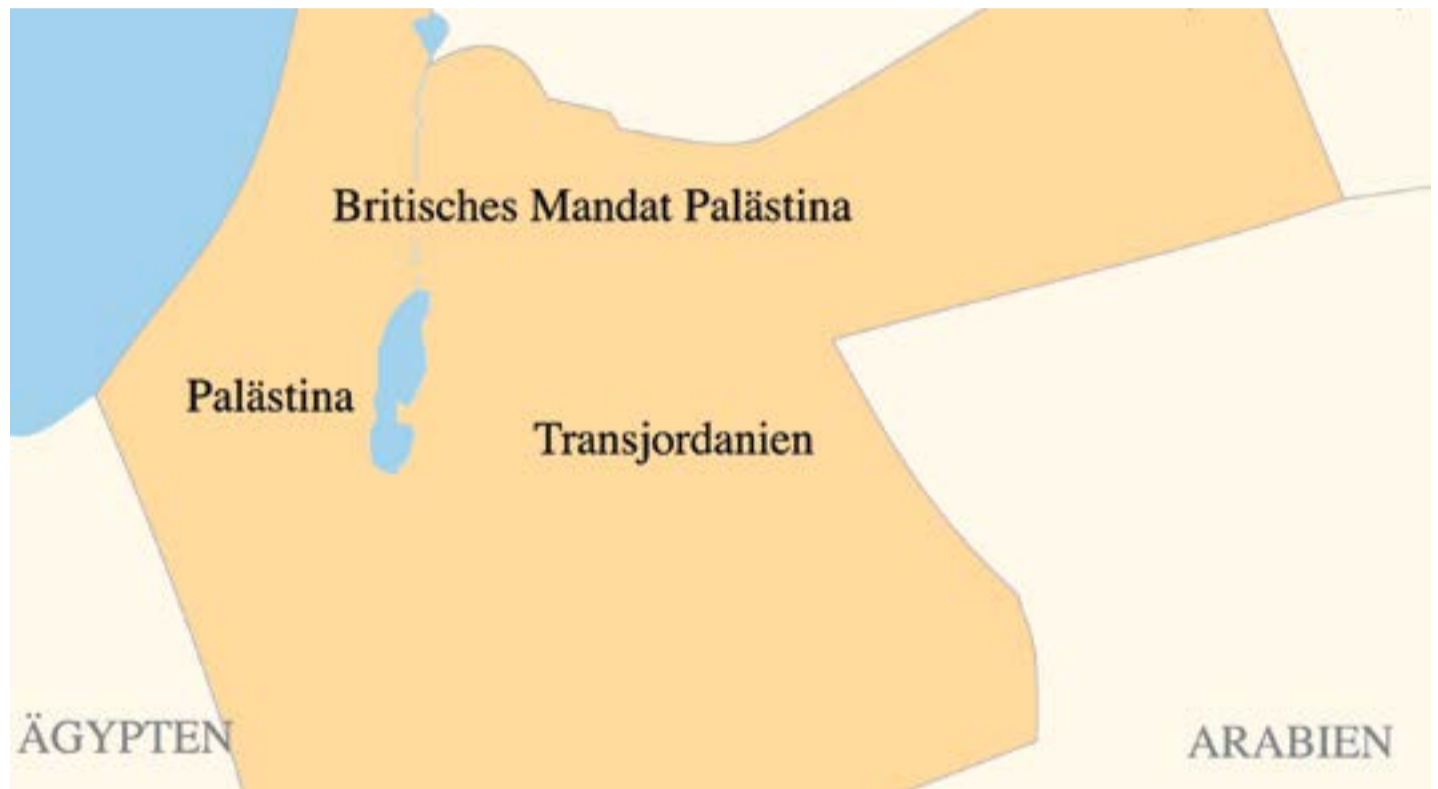 Britisches Mandat Palästina
Palästina
Transjordanien
ÄGYPTEN
ARABIEN